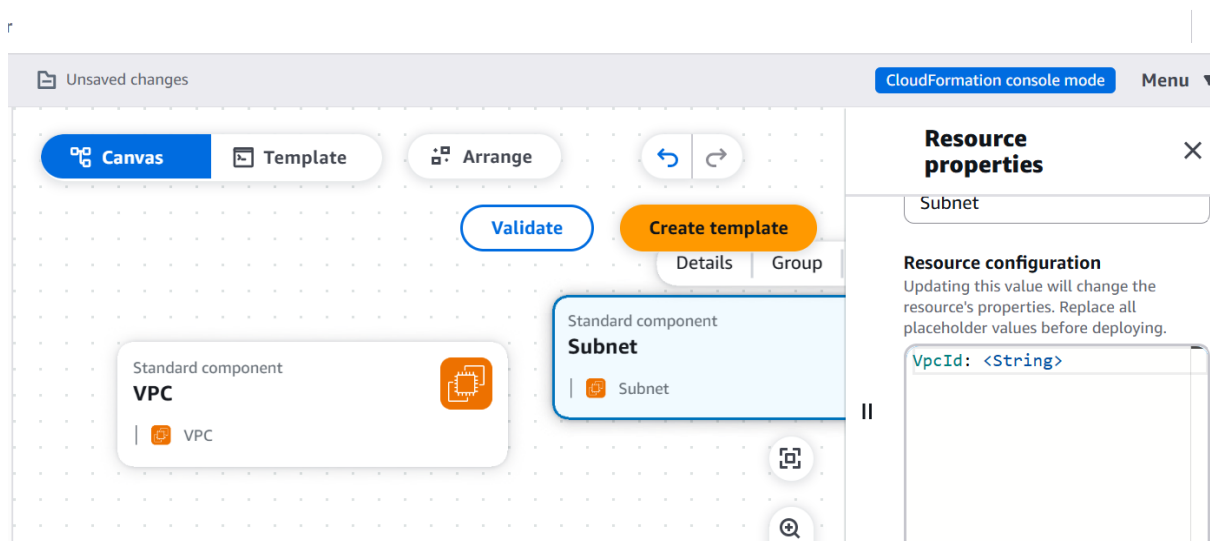 r
Unsaved changes
CloudFormation console mode
Menu
Canvas
Template
Arrange
Validate
Create template
Details
Group
Standard component
Subnet
Subnet
Standard component
VPC
VPC
Resource
properties
Subnet
Resource configuration
Updating this value will change the
resource's properties. Replace all
placeholder values before deploying.
VpcId: <String>